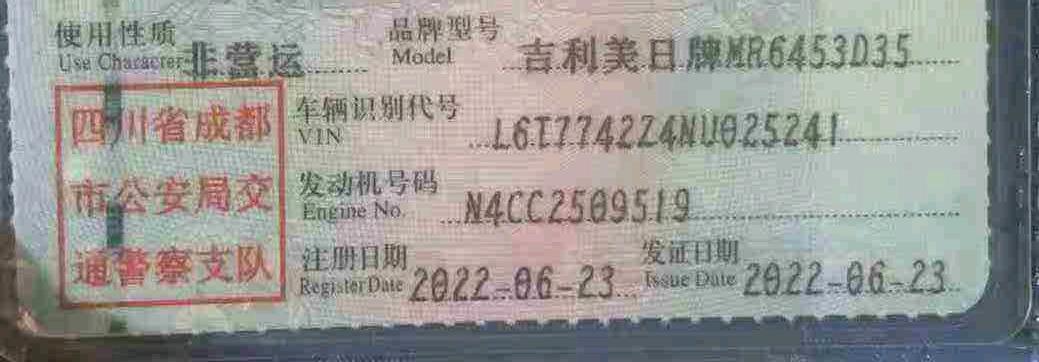 使用性质 非营运 品牌型号 吉利美日牌MR6453D35
Use Character Model
四川省成都 车辆识别代号
VIN L6T7742Z4NU025241
市公安局交 发动机号码
Engine No. N4CC2509519
通警察支队 注册日期 2022-06-23 发证日期 2022-06-23
Register Date Issue Date